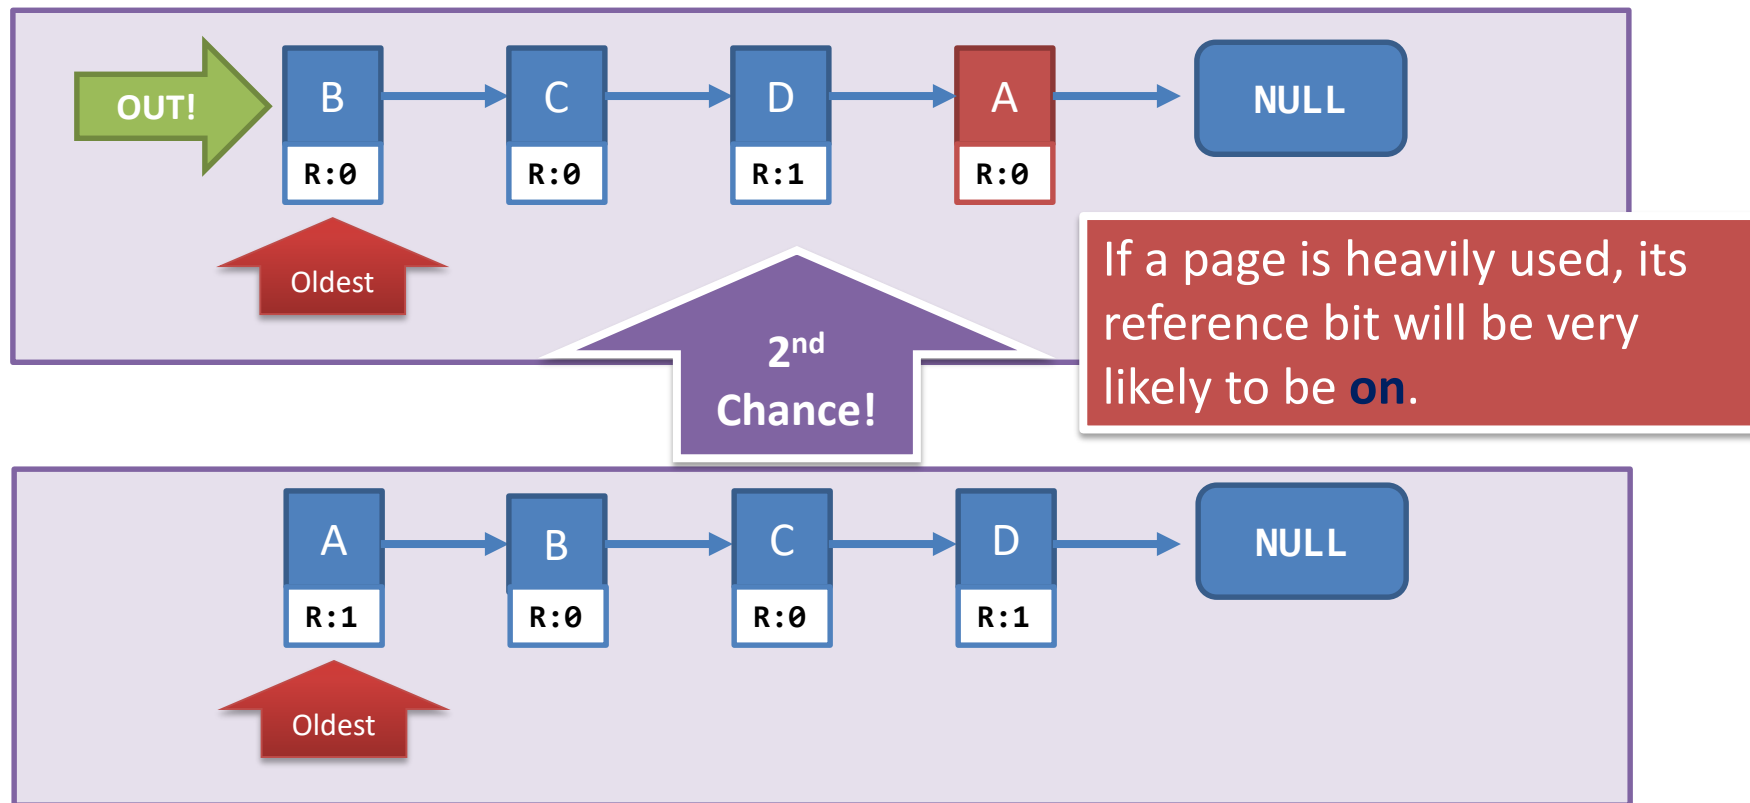 OUT!
B
C
D
A
NULL
R:0
R:0
R:1
R:0
Oldest
If a page is heavily used, its
reference bit will be very
likely to be on.
2nd
Chance!
A
B
C
D
NULL
R:1
R:0
R:0
R:1
Oldest